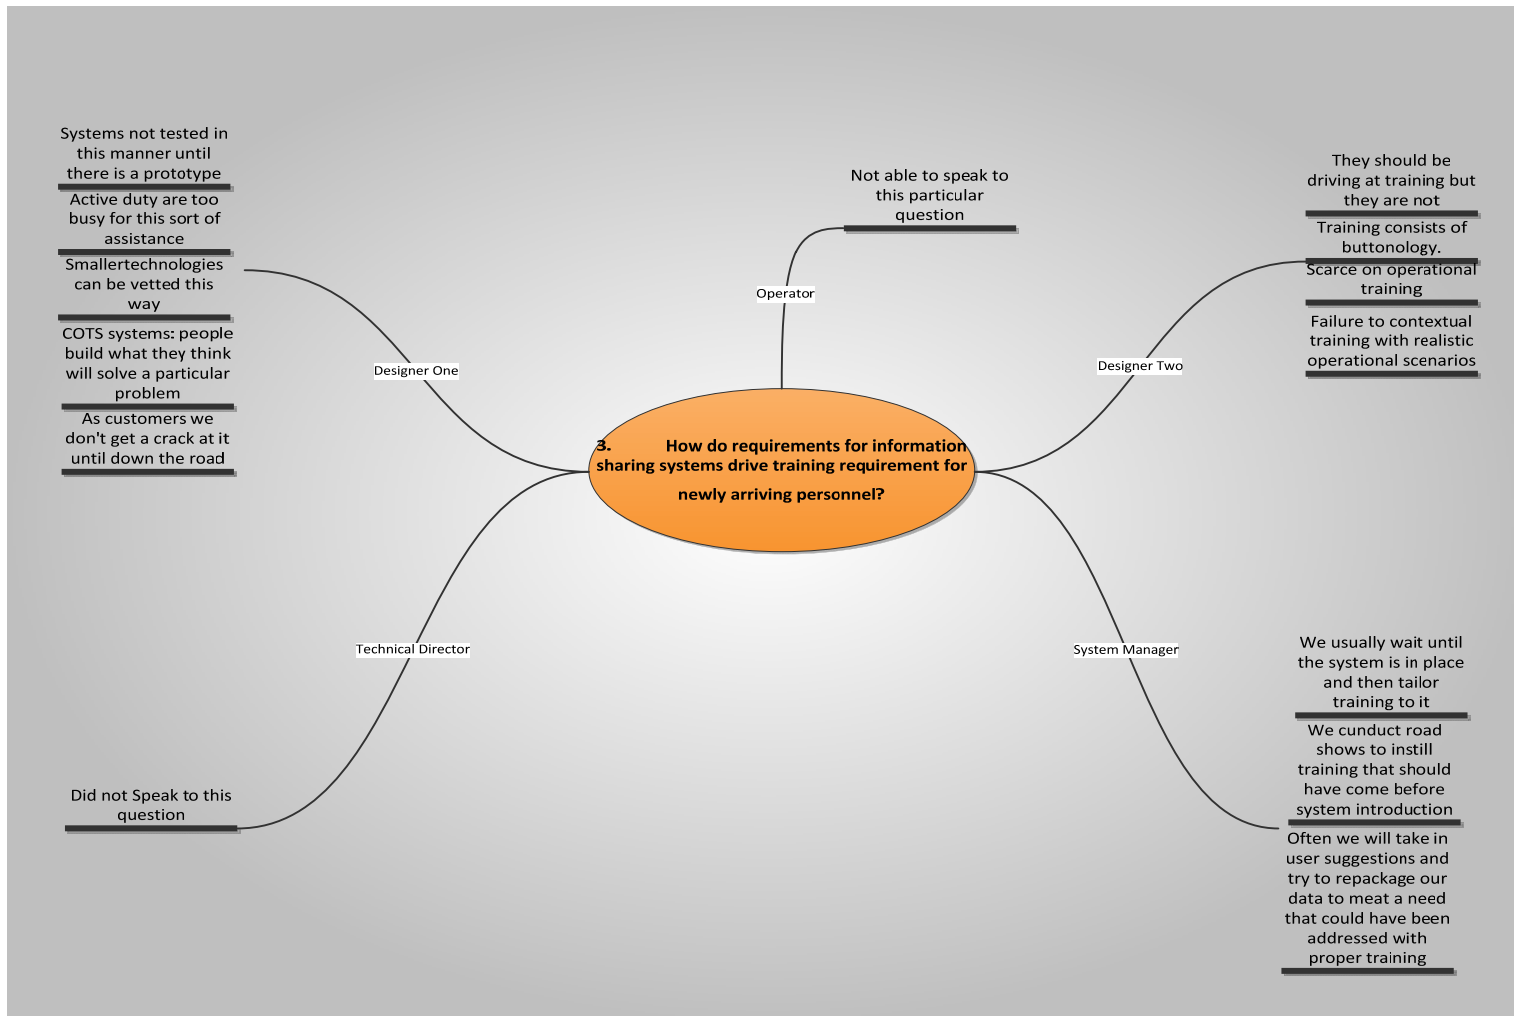 Systems not tested in
this manner until
there is a prototype
Active duty are too
busy for this sort of
assistance
Smallertechnologies
can be vetted this
way
COTS systems: people
build what they think
will solve a particular
problem
As customers we
don't get a crack at it
until down the road
Designer One
Not able to speak to
this particular
question
Operator
They should be
driving at training but
they are not
Training consists of
buttonology.
Scarce on operational
training
Failure to contextual
training with realistic
operational scenarios
Designer Two
3. How do requirements for information
sharing systems drive training requirement for
newly arriving personnel?
Technical Director
Did not Speak to this
question
System Manager
We usually wait until
the system is in place
and then tailor
training to it
We cunduct road
shows to instill
training that should
have come before
system introduction
Often we will take in
user suggestions and
try to repackage our
data to meat a need
that could have been
addressed with
proper training